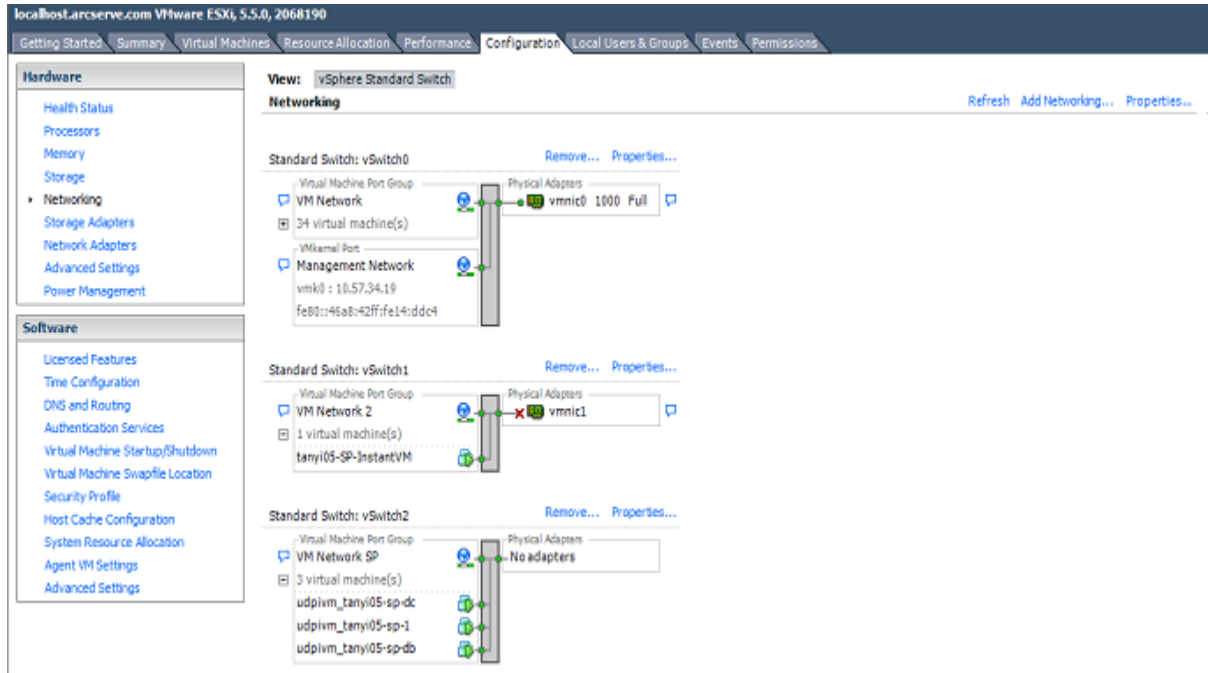 localhost.arcserve.com VMware ESXi, 5.5.0, 2068190
Getting Started Summary Virtual Machines Resource Allocation Performance Configuration Local Users & Groups Events Permissions
Hardware
Health Status
Processors
Memory
Storage
Networking
Storage Adapters
Network Adapters
Advanced Settings
Power Management
Software
Licensed Features
Time Configuration
DNS and Routing
Authentication Services
Virtual Machine Startup/Shutdown
Virtual Machine Swapfile Location
Security Profile
Host Cache Configuration
System Resource Allocation
Agent VM Settings
Advanced Settings
View: vSphere Standard Switch
Networking Refresh Add Networking... Properties...
Standard Switch: vSwitch0 Remove... Properties...
Virtual Machine Port Group Physical Adapters
VM Network vmnic0 1000 Full
34 virtual machine(s)
VMkernel Port
Management Network
vmk0 : 10.57.34.19
fe80::46a8:42ff:fe14:ddc4
Standard Switch: vSwitch1 Remove... Properties...
Virtual Machine Port Group Physical Adapters
VM Network 2 vmnic1
1 virtual machine(s)
tanyi05-SP-InstantVM
Standard Switch: vSwitch2 Remove... Properties...
Virtual Machine Port Group Physical Adapters
VM Network SP No adapters
3 virtual machine(s)
udpivm_tanyi05-sp-dc
udpivm_tanyi05-sp-1
udpivm_tanyi05-sp-db